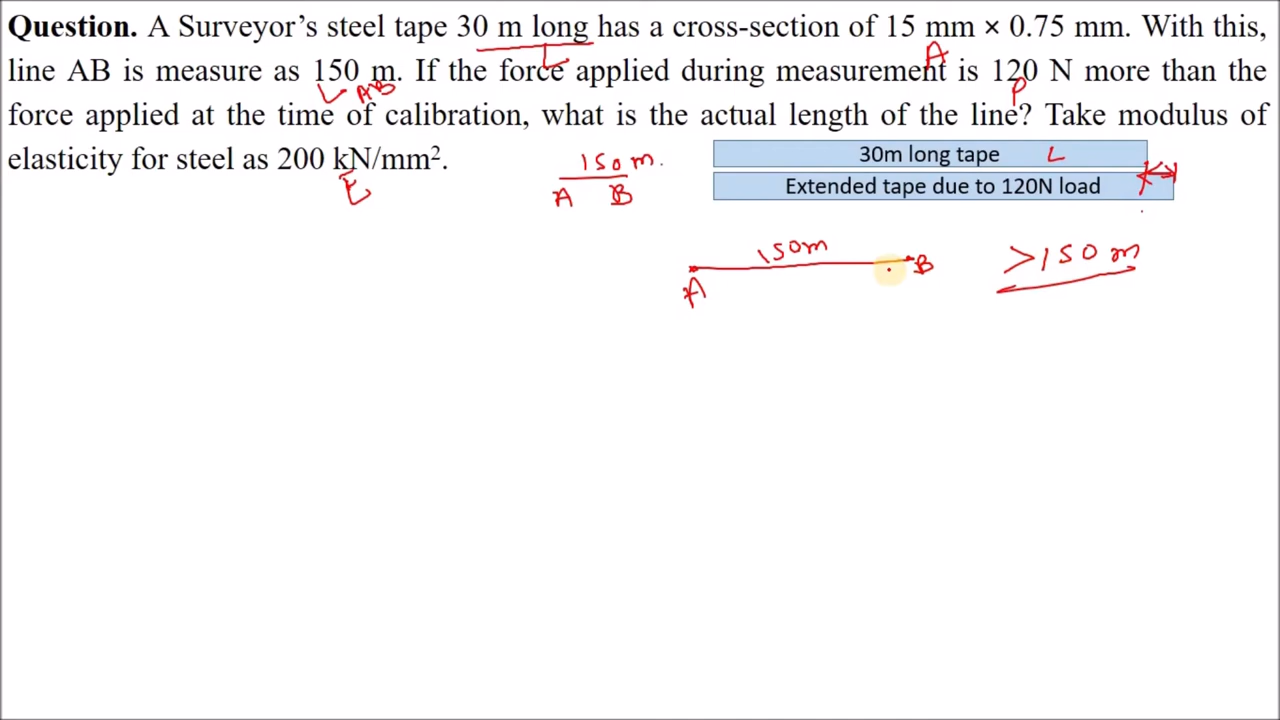 Question. A Surveyor's steel tape 30 m long has a cross-section of 15 mm × 0.75 mm. With this,
L
A
line AB is measure as 150 m. If the force applied during measurement is 120 N more than the
L AB
P
force applied at the time of calibration, what is the actual length of the line? Take modulus of
elasticity for steel as 200 kN/mm².
E
150m.
A B
30m long tape L
Extended tape due to 120N load
150m
A B
>150 m